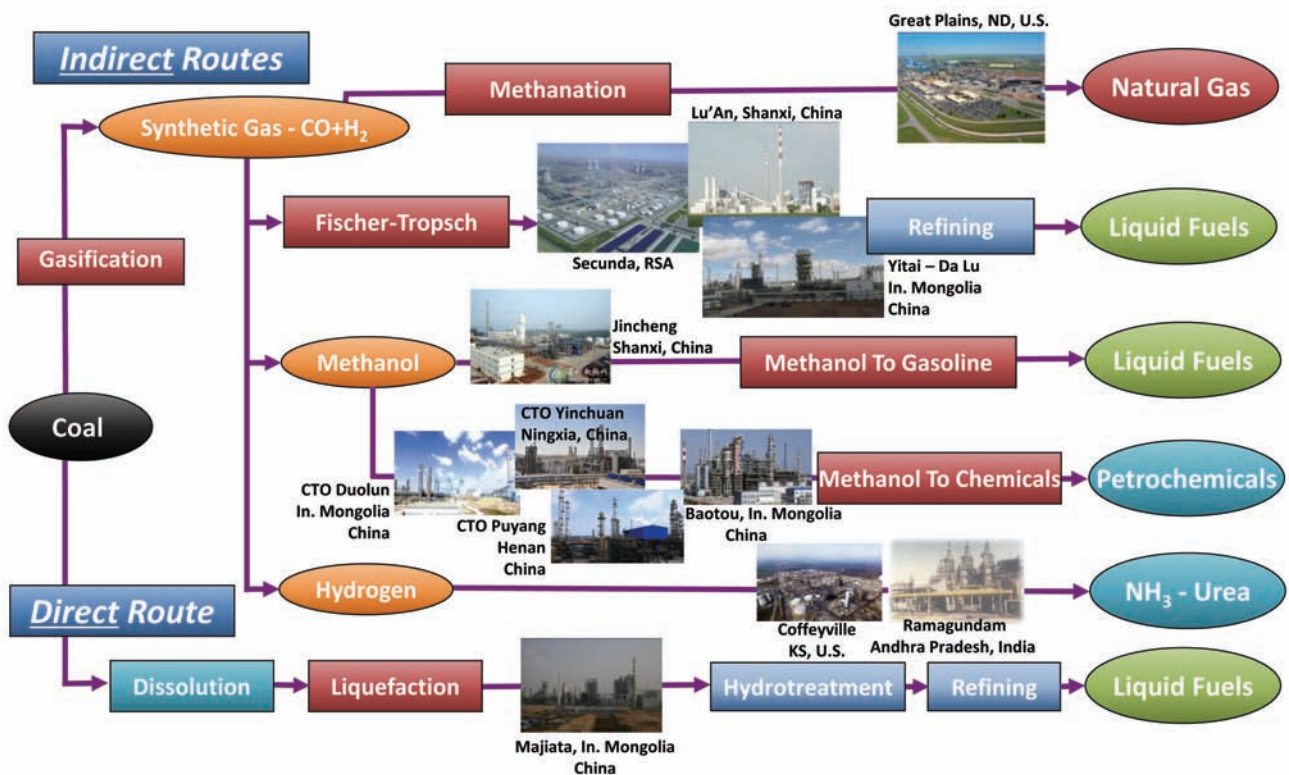 Great Plains, ND, U.S.
Indirect Routes
Methanation
Natural Gas
Synthetic Gas - CO+H₂
Lu'An, Shanxi, China
Fischer-Tropsch
Refining
Liquid Fuels
Gasification
Secunda, RSA
Yitai – Da Lu
In. Mongolia
China
Jincheng
Shanxi, China
Methanol
Methanol To Gasoline
Liquid Fuels
Coal
CTO Yinchuan
Ningxia, China
Methanol To Chemicals
Petrochemicals
CTO Duolun
In. Mongolia
China
CTO Puyang
Henan
China
Baotou, In. Mongolia
China
Hydrogen
NH₃ - Urea
Direct Route
Coffeyville
KS, U.S.
Ramagundam
Andhra Pradesh, India
Dissolution
Liquefaction
Hydrotreatment
Refining
Liquid Fuels
Majiata, In. Mongolia
China